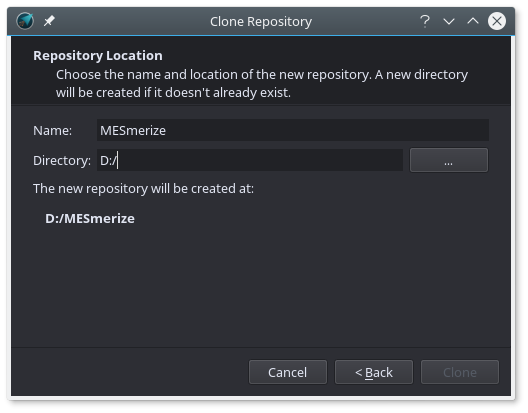 Clone Repository
Repository Location
Choose the name and location of the new repository. A new directory
will be created if it doesn't already exist.
Name: MESmerize
Directory: D:/ ...
The new repository will be created at:
D:/MESmerize
Cancel < Back Clone